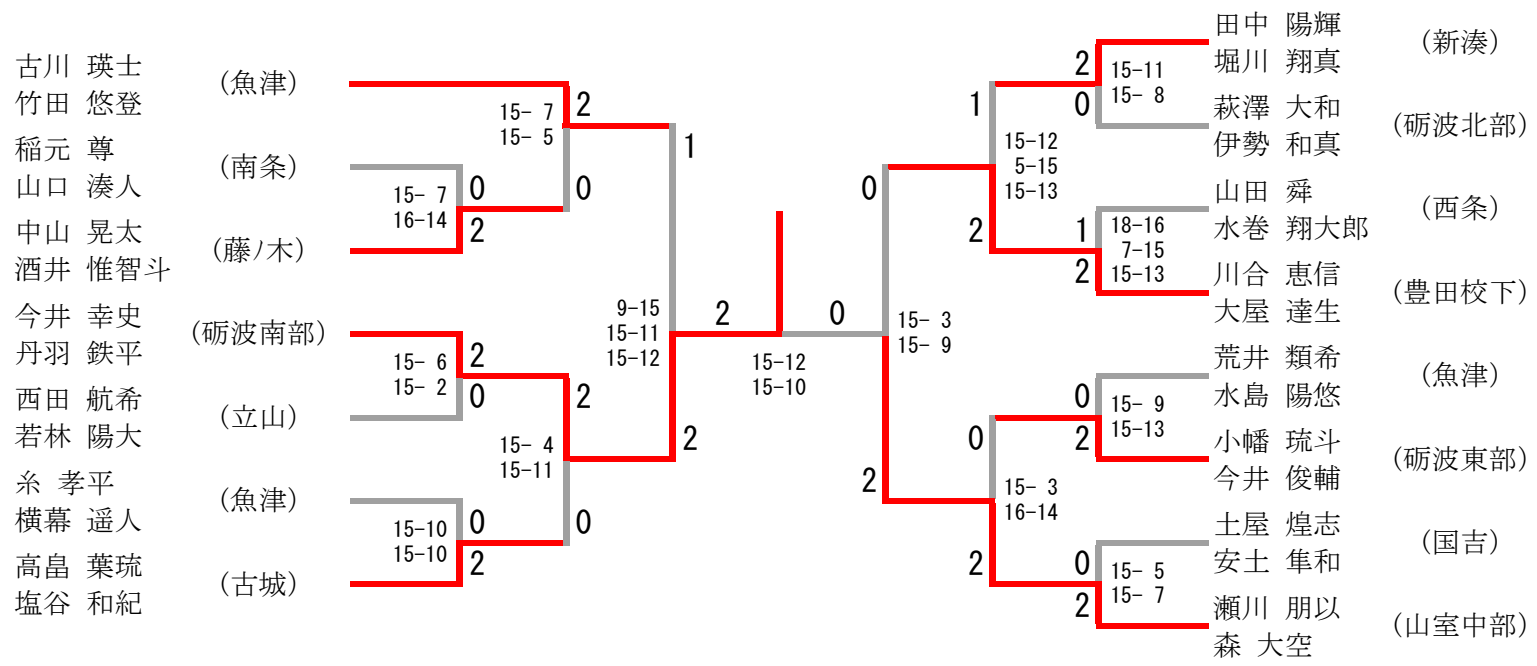 古川 瑛士
竹田 悠登
(魚津)
稲元 尊
山口 湊人
(南条)
中山 晃太
酒井 惟智斗
(藤ノ木)
今井 幸史
丹羽 鉄平
(砺波南部)
西田 航希
若林 陽大
(立山)
糸 孝平
横幕 遥人
(魚津)
高畠 葉琉
塩谷 和紀
(古城)
15- 7
16-14
0
2
15- 6
15- 2
2
0
15-10
15-10
0
2
15- 7
15- 5
2
0
15- 4
15-11
2
0
1
9-15
15-11
15-12
2
2
0
15-12
15-10
0
15- 3
15- 9
2
1
15-12
5-15
15-13
2
0
15- 3
16-14
2
2
15-11
15- 8
0
1
18-16
7-15
15-13
2
0
15- 9
15-13
2
0
15- 5
15- 7
2
田中 陽輝
堀川 翔真
(新湊)
萩澤 大和
伊勢 和真
(砺波北部)
山田 舜
水巻 翔大郎
(西条)
川合 恵信
大屋 達生
(豊田校下)
荒井 類希
水島 陽悠
(魚津)
小幡 琉斗
今井 俊輔
(砺波東部)
土屋 煌志
安土 隼和
(国吉)
瀬川 朋以
森 大空
(山室中部)